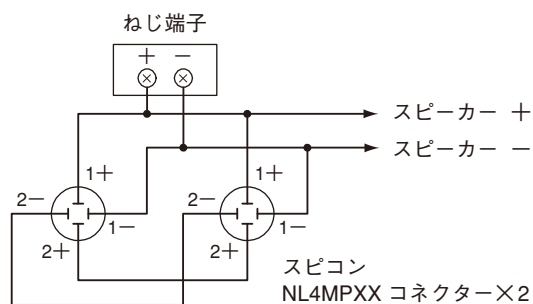 ねじ端子
+ −
スピーカー +
スピーカー −
1+ 1+
2− 2−
1− 1−
2+ 2+
スピコン
NL4MPXX コネクター×2